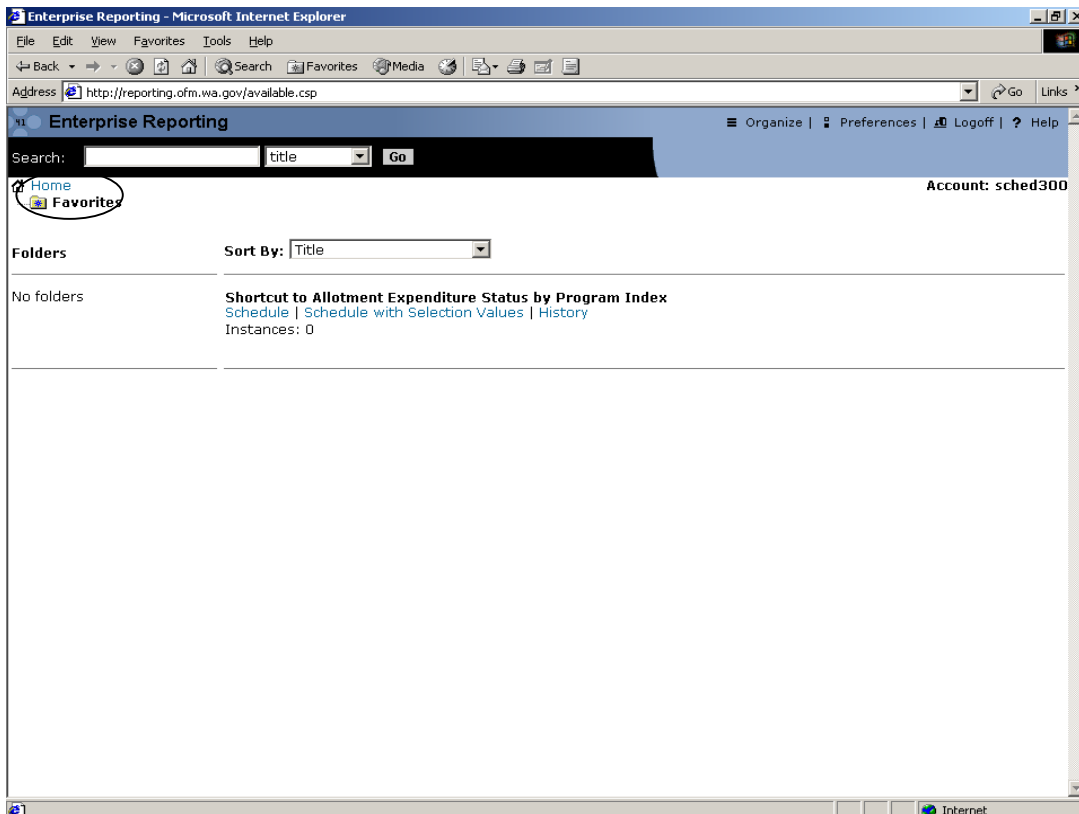 Enterprise Reporting - Microsoft Internet Explorer
File Edit View Favorites Tools Help
Back Search Favorites Media
Address http://reporting.ofm.wa.gov/available.csp Go Links
Enterprise Reporting Organize | Preferences | Logoff | ? Help
Search: title Go
Home Account: sched300
Favorites
Folders Sort By: Title
No folders Shortcut to Allotment Expenditure Status by Program Index
Schedule | Schedule with Selection Values | History
Instances: 0
Internet